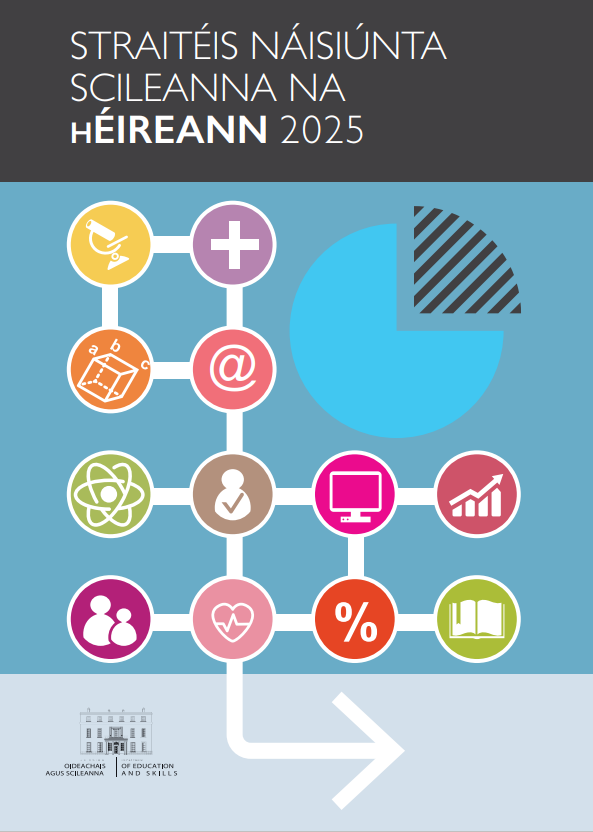 STRAITÉIS NÁISIÚNTA
SCILEANNA NA
HÉIREANN 2025
a b c
@
%
OIDEACHAIS
AGUS SCILEANNA
OF EDUCATION
AND SKILLS